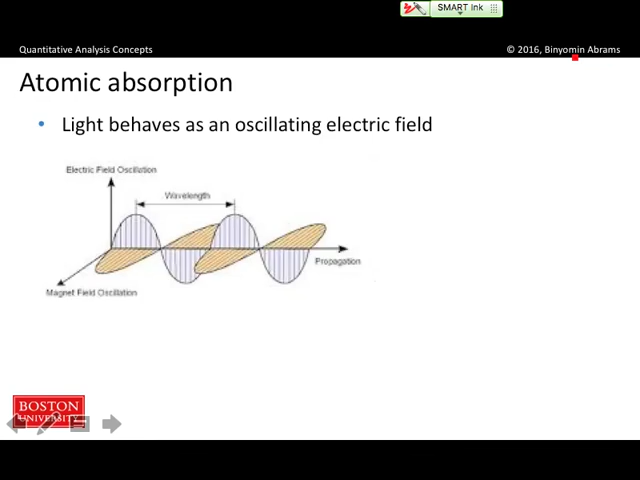 SMART Ink
Quantitative Analysis Concepts
© 2016, Binyomin Abrams
Atomic absorption
• Light behaves as an oscillating electric field
Electric Field Oscillation
Wavelength
Propagation
Magnet Field Oscillation
BOSTON
UNIVERSITY